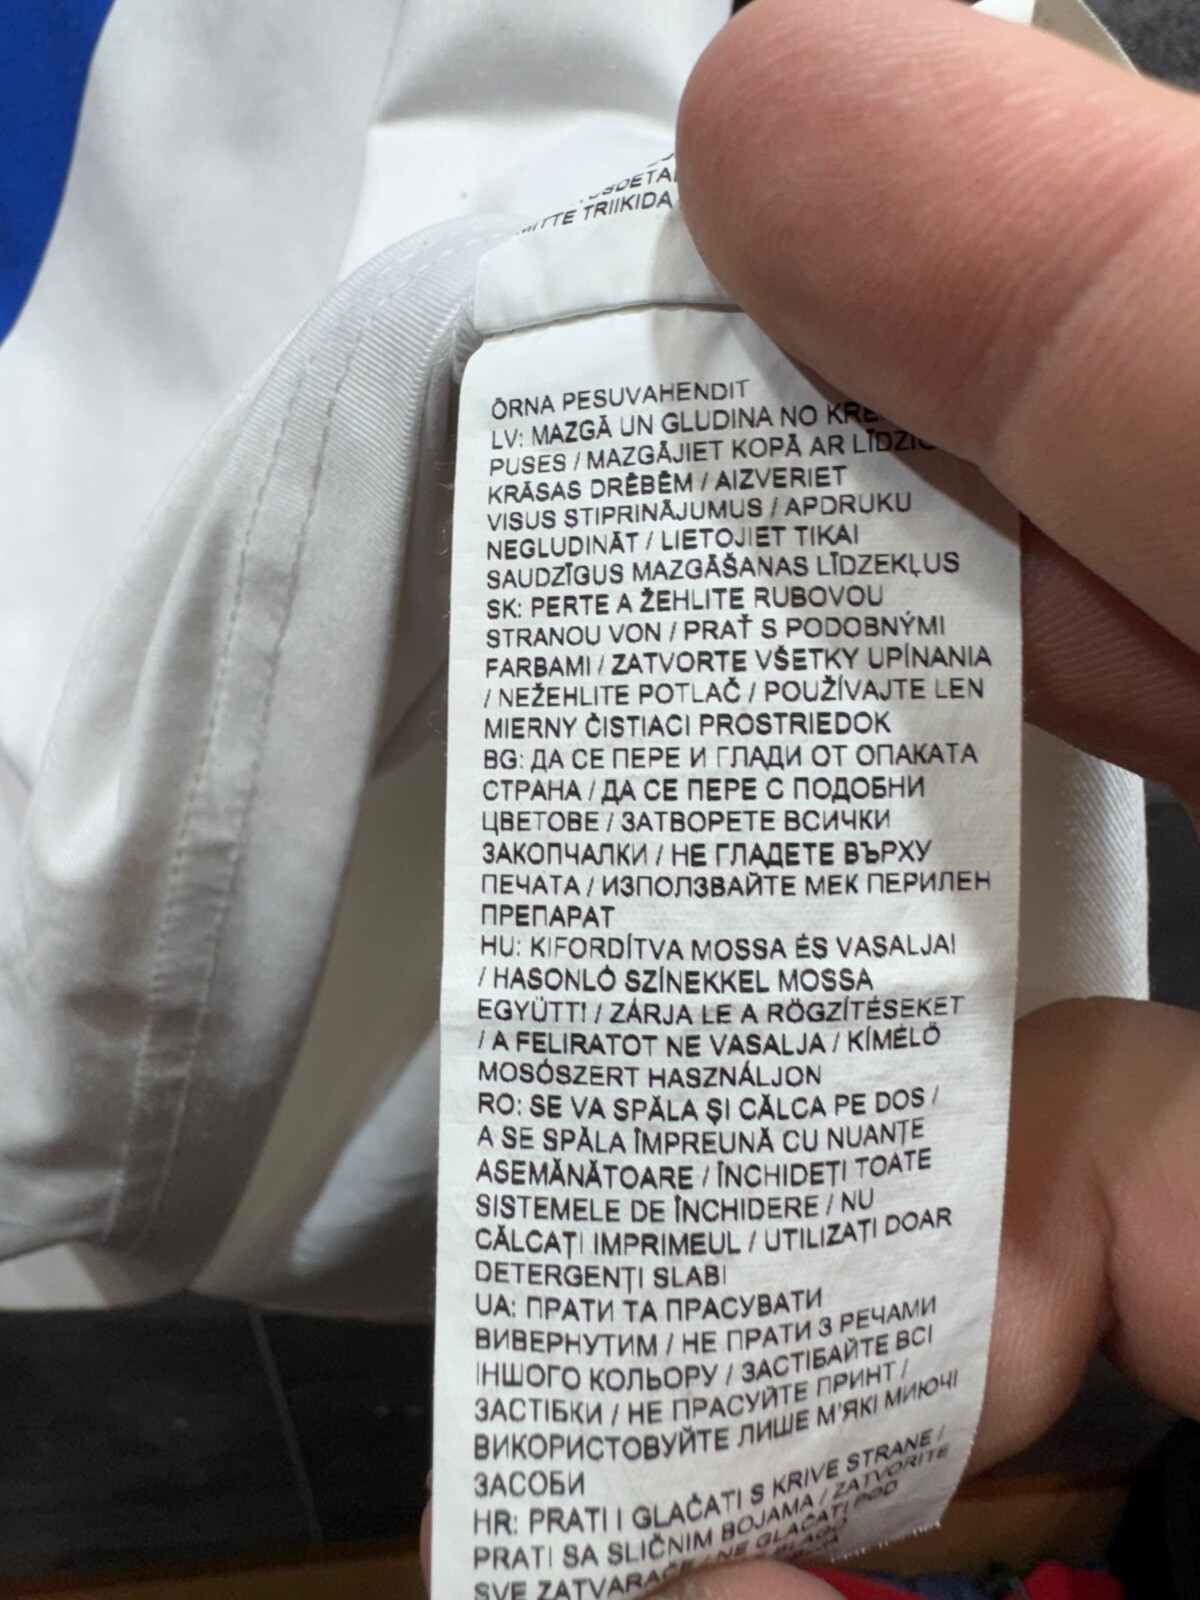 MITTE TRIIKIDA
ÕRNA PESUVAHENDIT
LV: MAZGĀ UN GLUDINA NO
PUSES / MAZGĀJIET KOPĀ AR
KRĀSAS DRĒBĒM / AIZVERIET
VISUS STIPRINĀJUMUS / APDRUKU
NEGLUDINĀT / LIETOJIET TIKAI
SAUDZĪGUS MAZGĀŠANAS LĪDZEKĻUS
SK: PERTE A ŽEHLITE RUBOVOU
STRANOU VON / PRAŤ S PODOBNÝMI
FARBAMI / ZATVORTE VŠETKY UPÍNANIA
/ NEŽEHLITE POTLAČ / POUŽÍVAJTE LEN
MIERNY ČISTIACI PROSTRIEDOK
BG: ДА СЕ ПЕРЕ И ГЛАДИ ОТ ОПАКАТА
СТРАНА / ДА СЕ ПЕРЕ С ПОДОБНИ
ЦВЕТОВЕ / ЗАТВОРЕТЕ ВСИЧКИ
ЗАКОПЧАЛКИ / НЕ ГЛАДЕТЕ ВЪРХУ
ПЕЧАТА / ИЗПОЛЗВАЙТЕ МЕК ПЕРИЛЕН
ПРЕПАРАТ
HU: KIFORDÍTVA MOSSA ÉS VASALJAI
/ HASONLÓ SZÍNEKKEL MOSSA
EGYÜTT! / ZÁRJA LE A RÖGZÍTÉSEKET
/ A FELIRATOT NE VASALJA / KÍMÉLŐ
MOSÓSZERT HASZNÁLJON
RO: SE VA SPĂLA ȘI CĂLCA PE DOS /
A SE SPĂLA ÎMPREUNĂ CU NUANȚE
ASEMĂNĂTOARE / ÎNCHIDEȚI TOATE
SISTEMELE DE ÎNCHIDERE / NU
CĂLCAȚI IMPRIMEUL / UTILIZAȚI DOAR
DETERGENȚI SLABI
UA: ПРАТИ ТА ПРАСУВАТИ
ВИВЕРНУТИМ / НЕ ПРАТИ З РЕЧАМИ
ІНШОГО КОЛЬОРУ / ЗАСТІБАЙТЕ ВСІ
ЗАСТІБКИ / НЕ ПРАСУЙТЕ ПРИНТ /
ВИКОРИСТОВУЙТЕ ЛИШЕ М'ЯКІ МИЮЧІ
ЗАСОБИ
HR: PRATI I GLAČATI S KRIVE STRANE /
PRATI SA SLIČNIM BOJAMA / ZATVORITE
SVE ZATVARAČE / NE GLAČATI POD